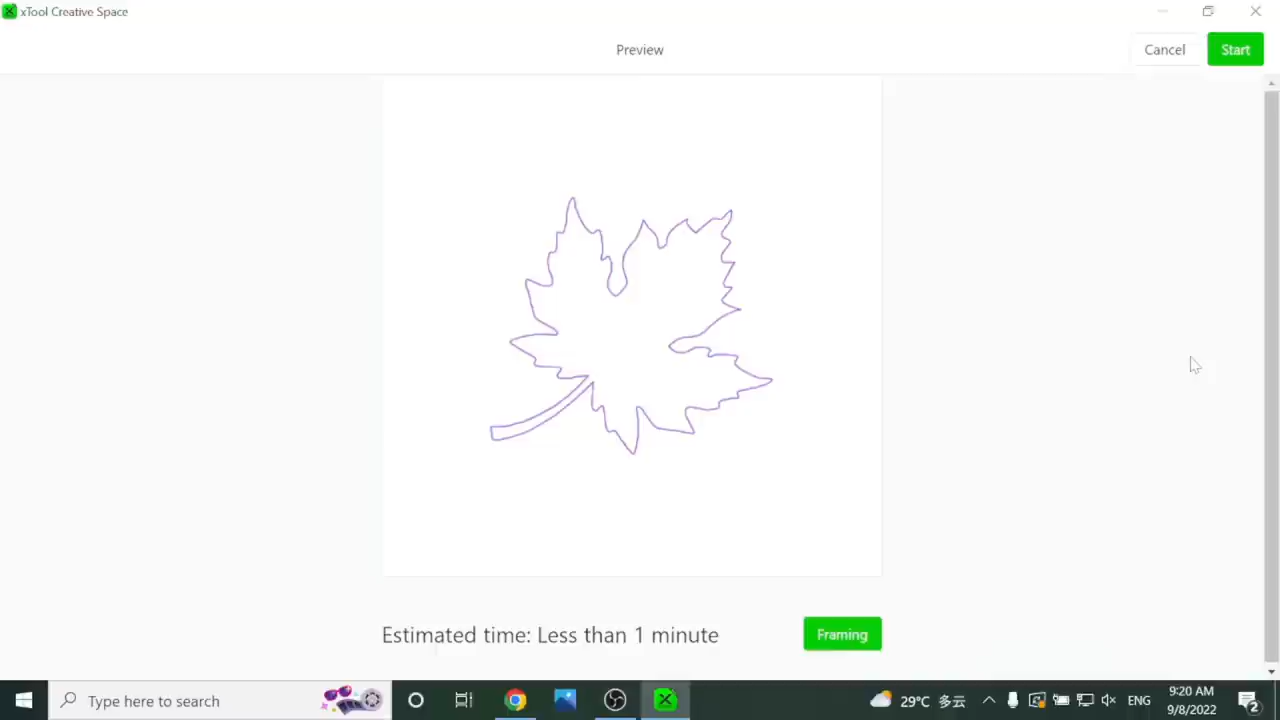 xTool Creative Space
Preview
Cancel
Start
Estimated time: Less than 1 minute
Framing
Type here to search
29°C 多云
ENG
9:20 AM
9/8/2022
2